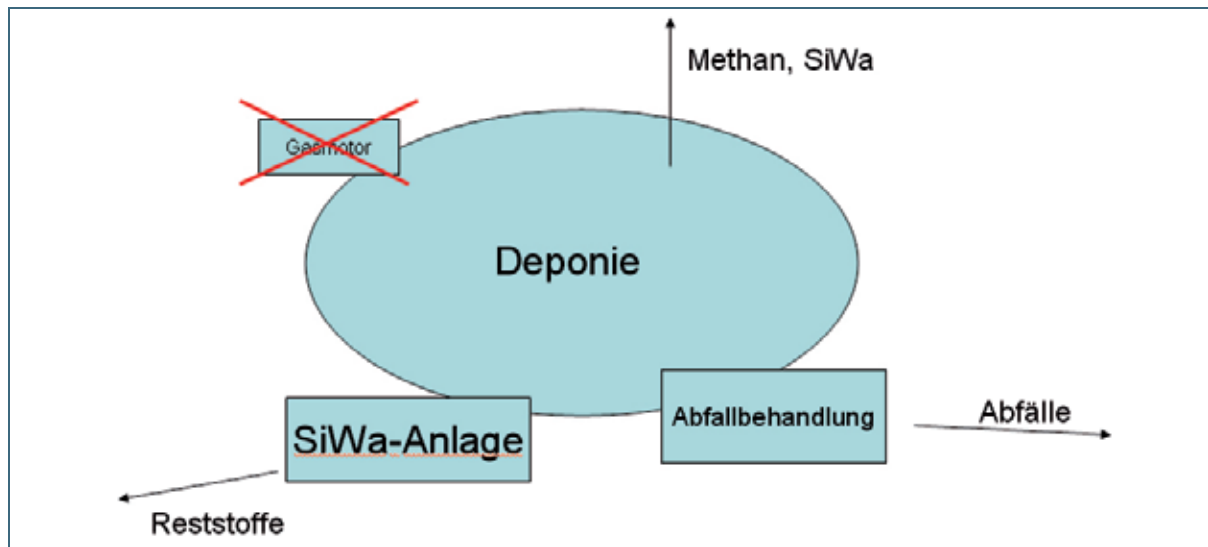 Methan, SiWa
Gasmotor
Deponie
Abfallbehandlung
Abfälle
SiWa-Anlage
Reststoffe